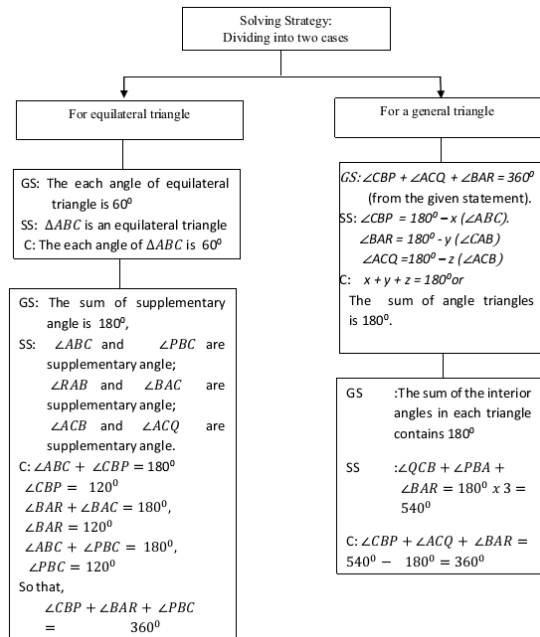 Solving Strategy:
Dividing into two cases
For equilateral triangle
GS: The each angle of equilateral
triangle is 60⁰
SS: ΔABC is an equilateral triangle
C: The each angle of ΔABC is 60⁰
GS: The sum of supplementary
angle is 180⁰,
SS: ∠ABC and ∠PBC are
supplementary angle;
∠RAB and ∠BAC are
supplementary angle;
∠ACB and ∠ACQ are
supplementary angle.
C: ∠ABC + ∠CBP = 180⁰
∠CBP = 120⁰
∠BAR + ∠BAC = 180⁰,
∠BAR = 120⁰
∠ABC + ∠PBC = 180⁰,
∠PBC = 120⁰
So that,
∠CBP + ∠BAR + ∠PBC
= 360⁰
For a general triangle
GS: ∠CBP + ∠ACQ + ∠BAR = 360⁰
(from the given statement).
SS: ∠CBP = 180⁰ – x (∠ABC).
∠BAR = 180⁰ - y (∠CAB)
∠ACQ =180⁰ – z (∠ACB)
C: x + y + z = 180⁰or
The sum of angle triangles
is 180⁰.
GS :The sum of the interior
angles in each triangle
contains 180⁰
SS :∠QCB + ∠PBA +
∠BAR = 180⁰ x 3 =
540⁰
C: ∠CBP + ∠ACQ + ∠BAR =
540⁰ − 180⁰ = 360⁰